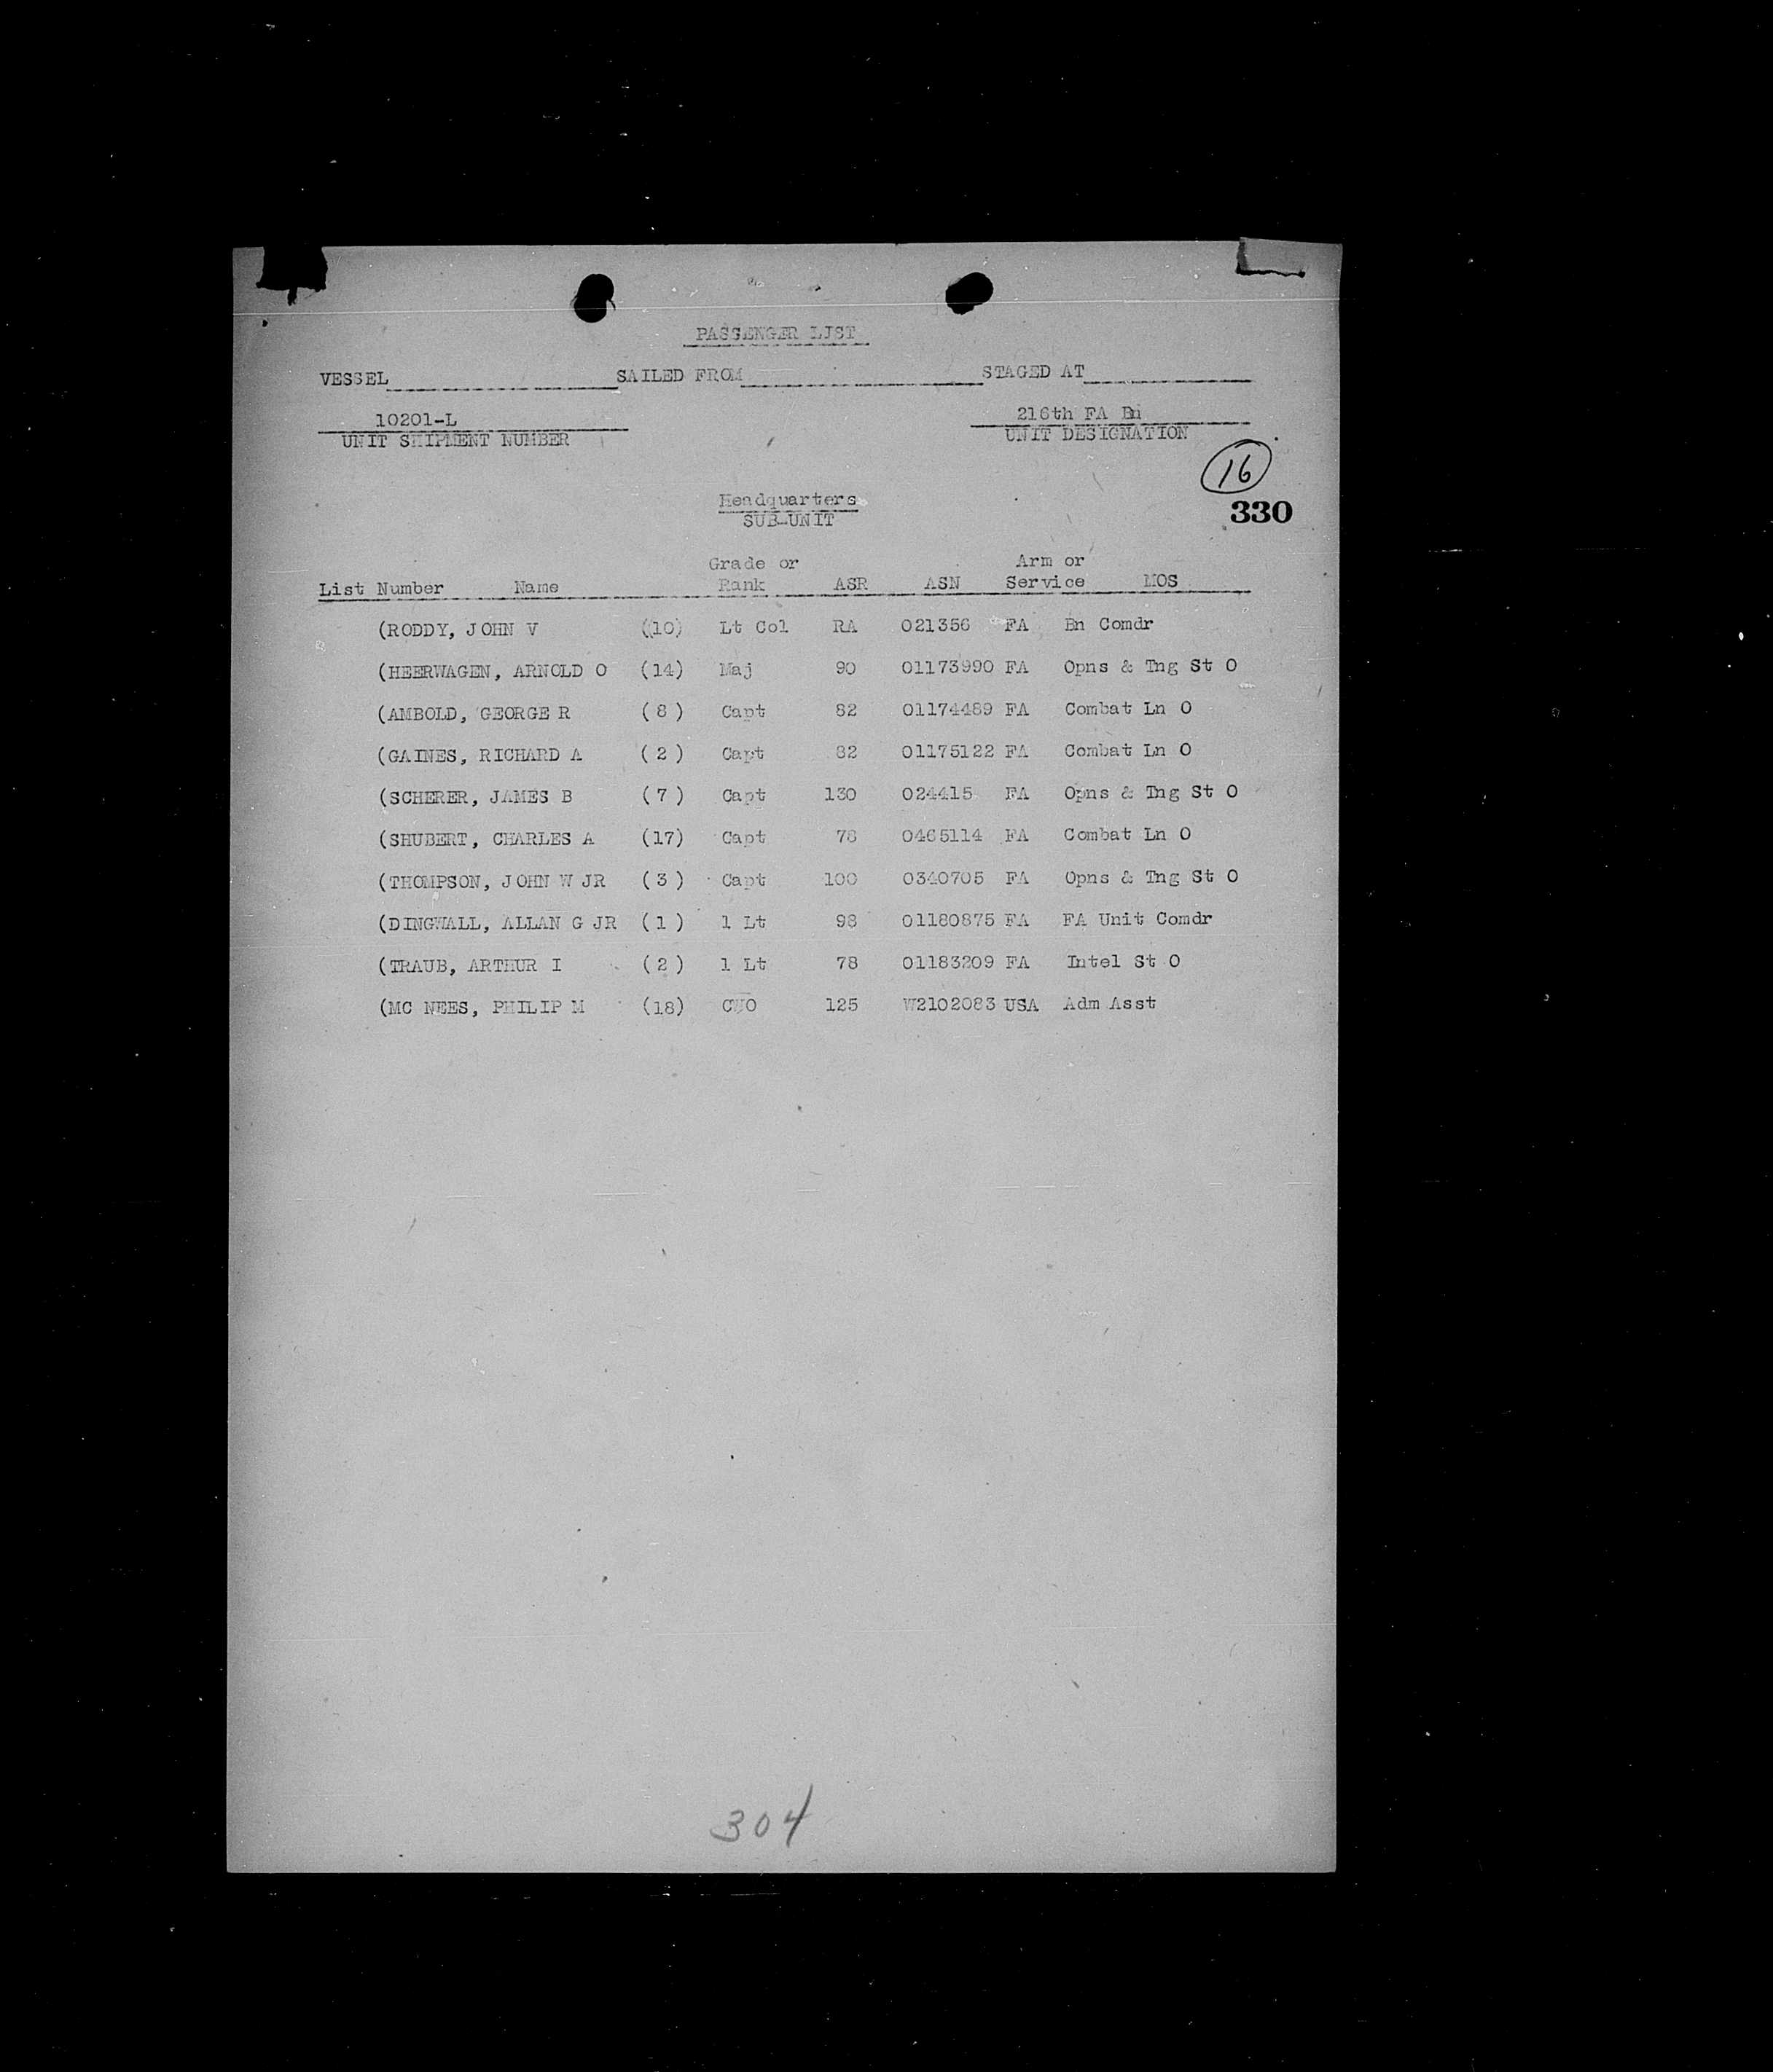 PASSENGER LIST
VESSEL SAILED FROM STAGED AT
10201-L 216th FA Bn
UNIT SHIPMENT NUMBER UNIT DESIGNATION
16
Headquarters
330
SUB-UNIT
Grade or Arm or
List Number Name Rank ASR ASN Service MOS
(RODDY, JOHN V (10) Lt Col RA 021356 FA Bn Comdr
(HEERWAGEN, ARNOLD O (14) Maj 90 01173990 FA Opns & Tng St O
(AMBOLD, GEORGE R (8) Capt 82 01174489 FA Combat Ln O
(GAINES, RICHARD A (2) Capt 82 01175122 FA Combat Ln O
(SCHERER, JAMES B (7) Capt 130 024415 FA Opns & Tng St O
(SHUBERT, CHARLES A (17) Capt 78 0465114 FA Combat Ln O
(THOMPSON, JOHN W JR (3) Capt 100 0340705 FA Opns & Tng St O
(DINGWALL, ALLAN G JR (1) 1 Lt 98 01180875 FA FA Unit Comdr
(TRAUB, ARTHUR I (2) 1 Lt 78 01183209 FA Intel St O
(MC NEES, PHILIP M (18) CWO 125 W2102083 USA Adm Asst
304